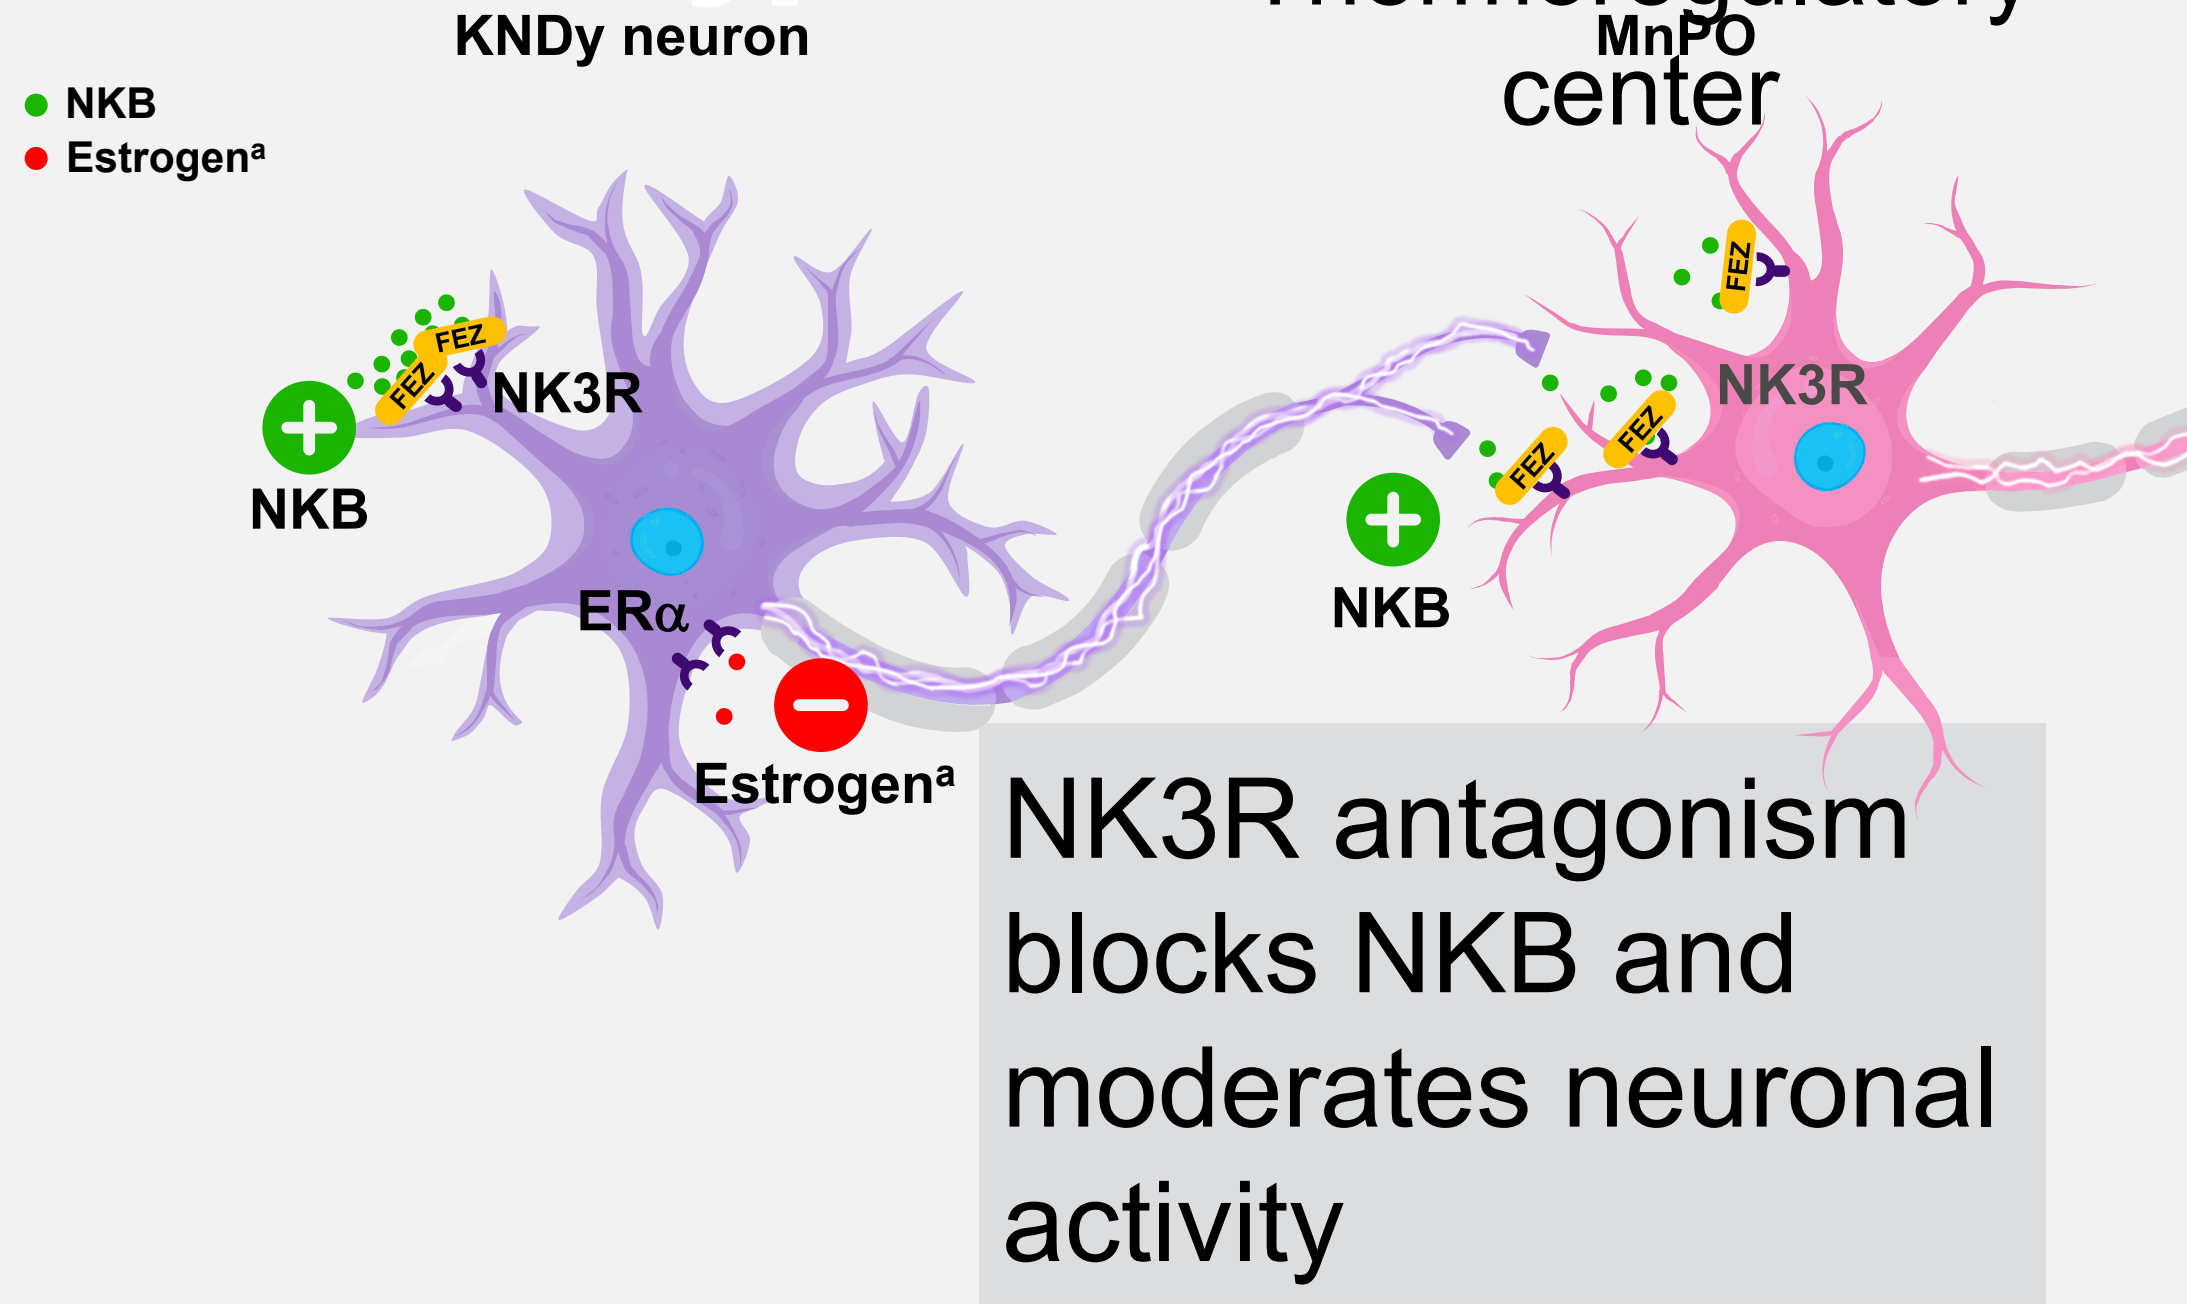 Thermoregulatory
KNDy neuron
MnPO
center
NKB
Estrogenᵃ
FEZ
FEZ
FEZ
NK3R
NK3R
FEZ
FEZ
NKB
NKB
ERα
Estrogenᵃ
NK3R antagonism
blocks NKB and
moderates neuronal
activity